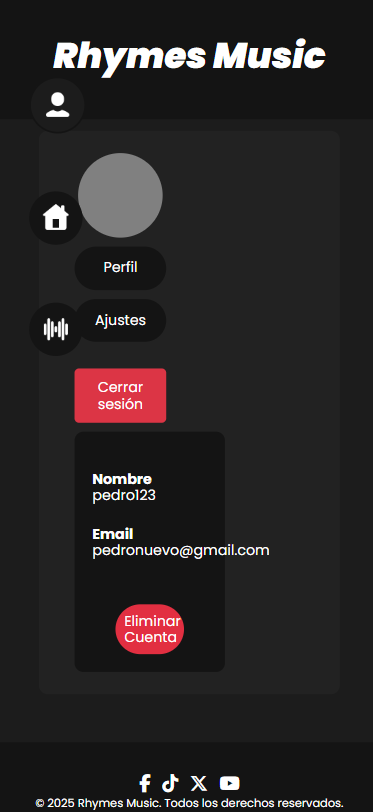 Rhymes Music
Perfil
Ajustes
Cerrar
sesión
Nombre
pedro123
Email
pedronuevo@gmail.com
Eliminar
Cuenta
© 2025 Rhymes Music. Todos los derechos reservados.